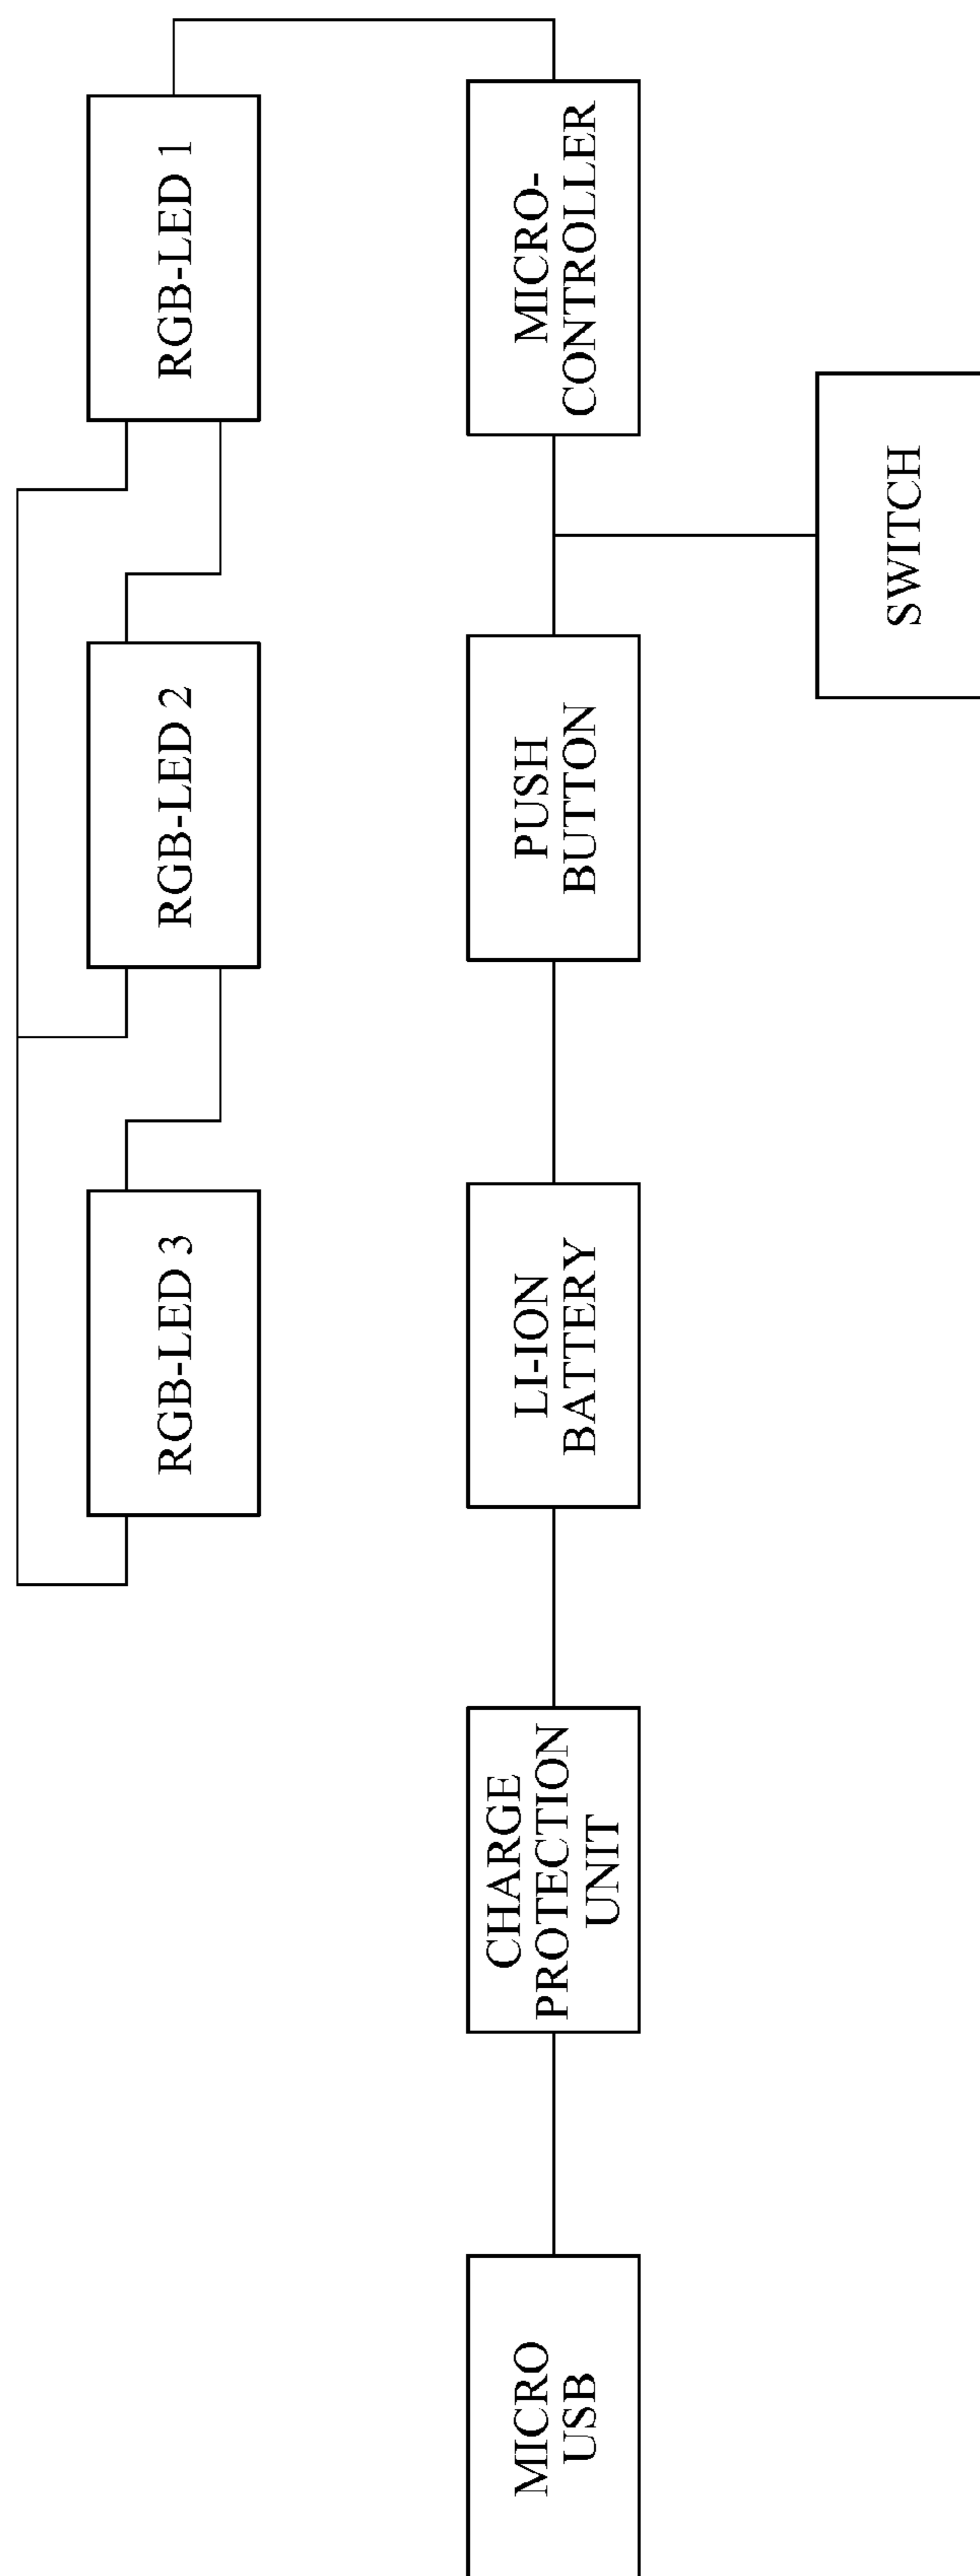 RGB-LED 3
RGB-LED 2
RGB-LED 1
MICRO
USB
CHARGE
PROTECTION
UNIT
LI-ION
BATTERY
PUSH
BUTTON
MICRO-
CONTROLLER
SWITCH